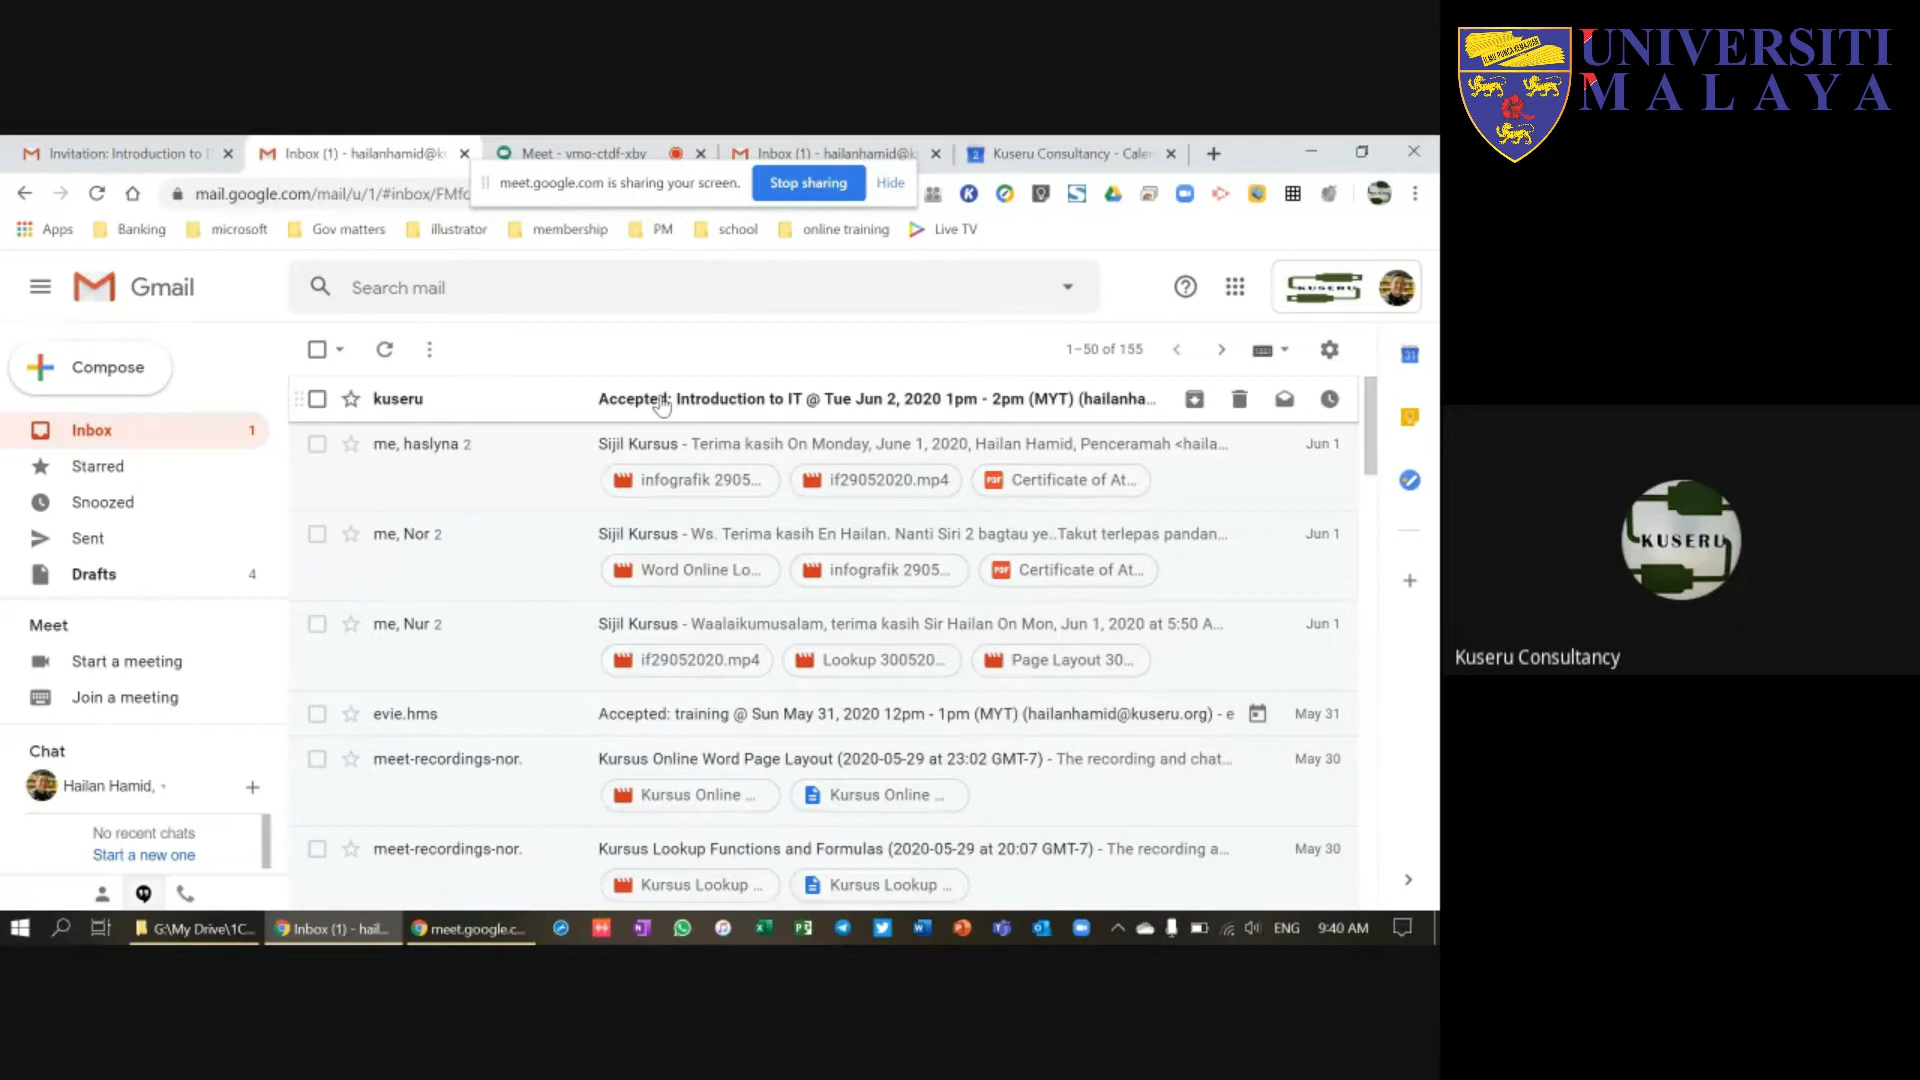 UNIVERSITI
MALAYA
ILMU PUNCA KEMAJUAN
Invitation: Introduction to I
Inbox (1) - hailanhamid@k
Meet - vmo-ctdf-xby
Inbox (1) - hailanhamid@k
2 Kuseru Consultancy - Calen
meet.google.com is sharing your screen. Stop sharing Hide
mail.google.com/mail/u/1/#inbox/FMfc
Apps Banking microsoft Gov matters illustrator membership PM school online training Live TV
Gmail
Search mail
KUSERU
Compose
1–50 of 155
31
Inbox 1
Starred
Snoozed
Sent
Drafts 4
Meet
Start a meeting
Join a meeting
Chat
Hailan Hamid,
No recent chats
Start a new one
kuseru Accepted: Introduction to IT @ Tue Jun 2, 2020 1pm - 2pm (MYT) (hailanha...
me, haslyna 2 Sijil Kursus - Terima kasih On Monday, June 1, 2020, Hailan Hamid, Penceramah <haila... Jun 1
infografik 2905... if29052020.mp4 PDF Certificate of At...
me, Nor 2 Sijil Kursus - Ws. Terima kasih En Hailan. Nanti Siri 2 bagtau ye..Takut terlepas pandan... Jun 1
Word Online Lo... infografik 2905... PDF Certificate of At...
me, Nur 2 Sijil Kursus - Waalaikumusalam, terima kasih Sir Hailan On Mon, Jun 1, 2020 at 5:50 A... Jun 1
if29052020.mp4 Lookup 300520... Page Layout 30...
evie.hms Accepted: training @ Sun May 31, 2020 12pm - 1pm (MYT) (hailanhamid@kuseru.org) - e May 31
meet-recordings-nor. Kursus Online Word Page Layout (2020-05-29 at 23:02 GMT-7) - The recording and chat... May 30
Kursus Online ... Kursus Online ...
meet-recordings-nor. Kursus Lookup Functions and Formulas (2020-05-29 at 20:07 GMT-7) - The recording a... May 30
Kursus Lookup ... Kursus Lookup ...
G:\My Drive\1C... Inbox (1) - hail... meet.google.c... ENG 9:40 AM
KUSERU
Kuseru Consultancy